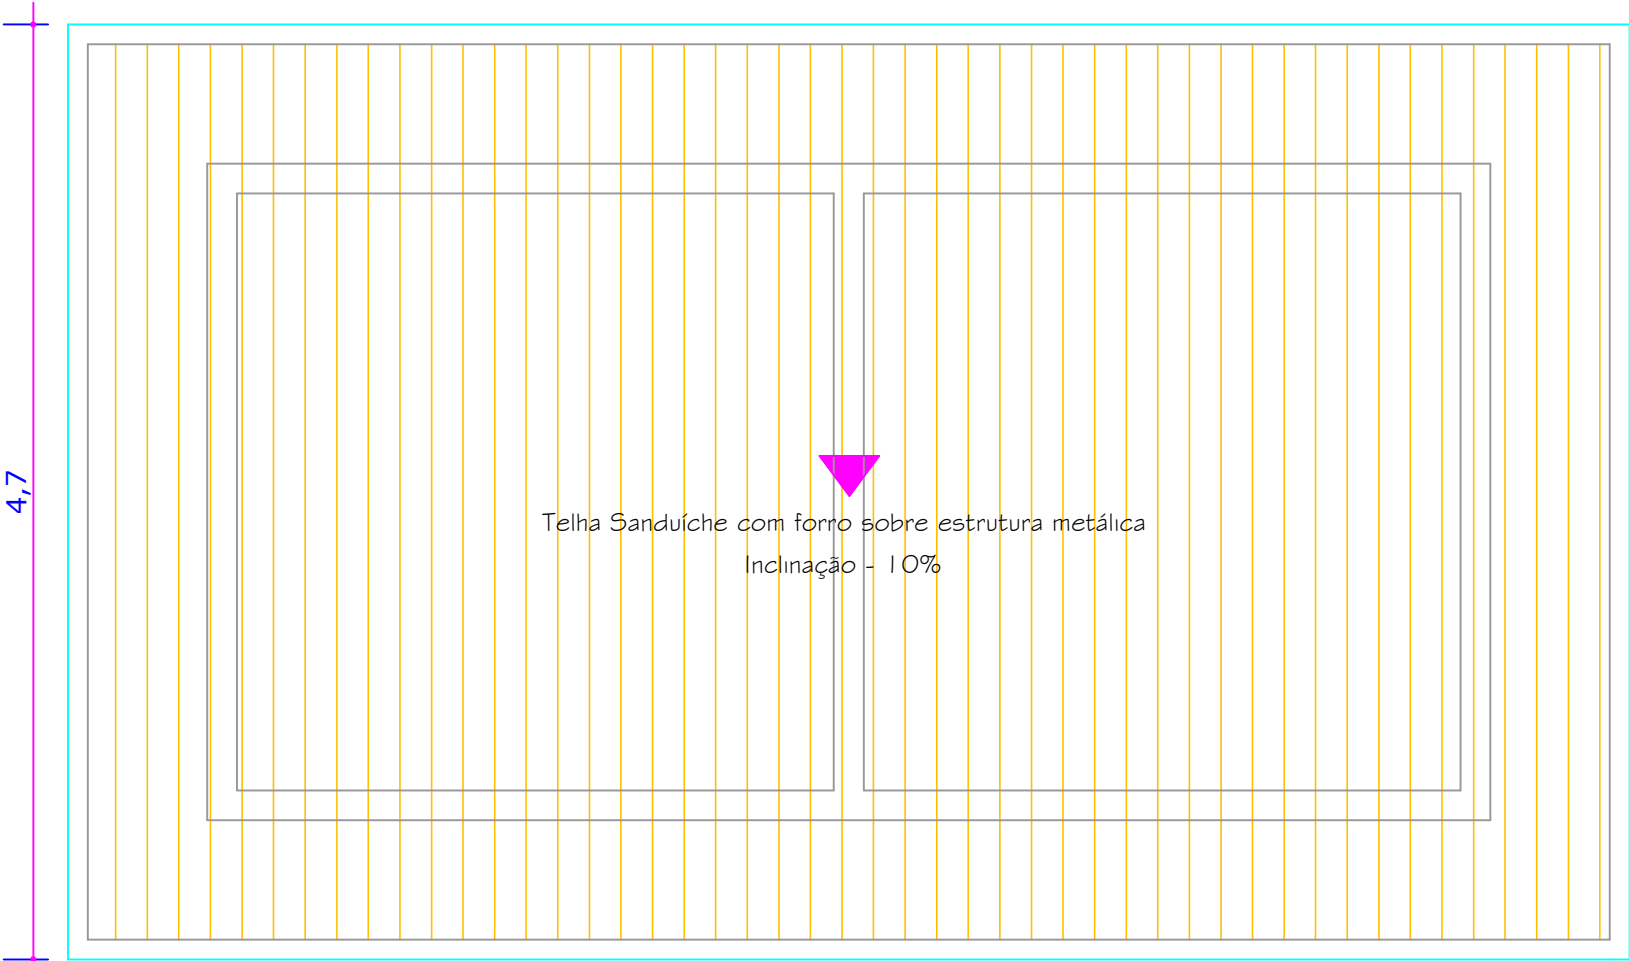 4,7
Telha Sanduíche com forro sobre estrutura metálica
Inclinação - 10%